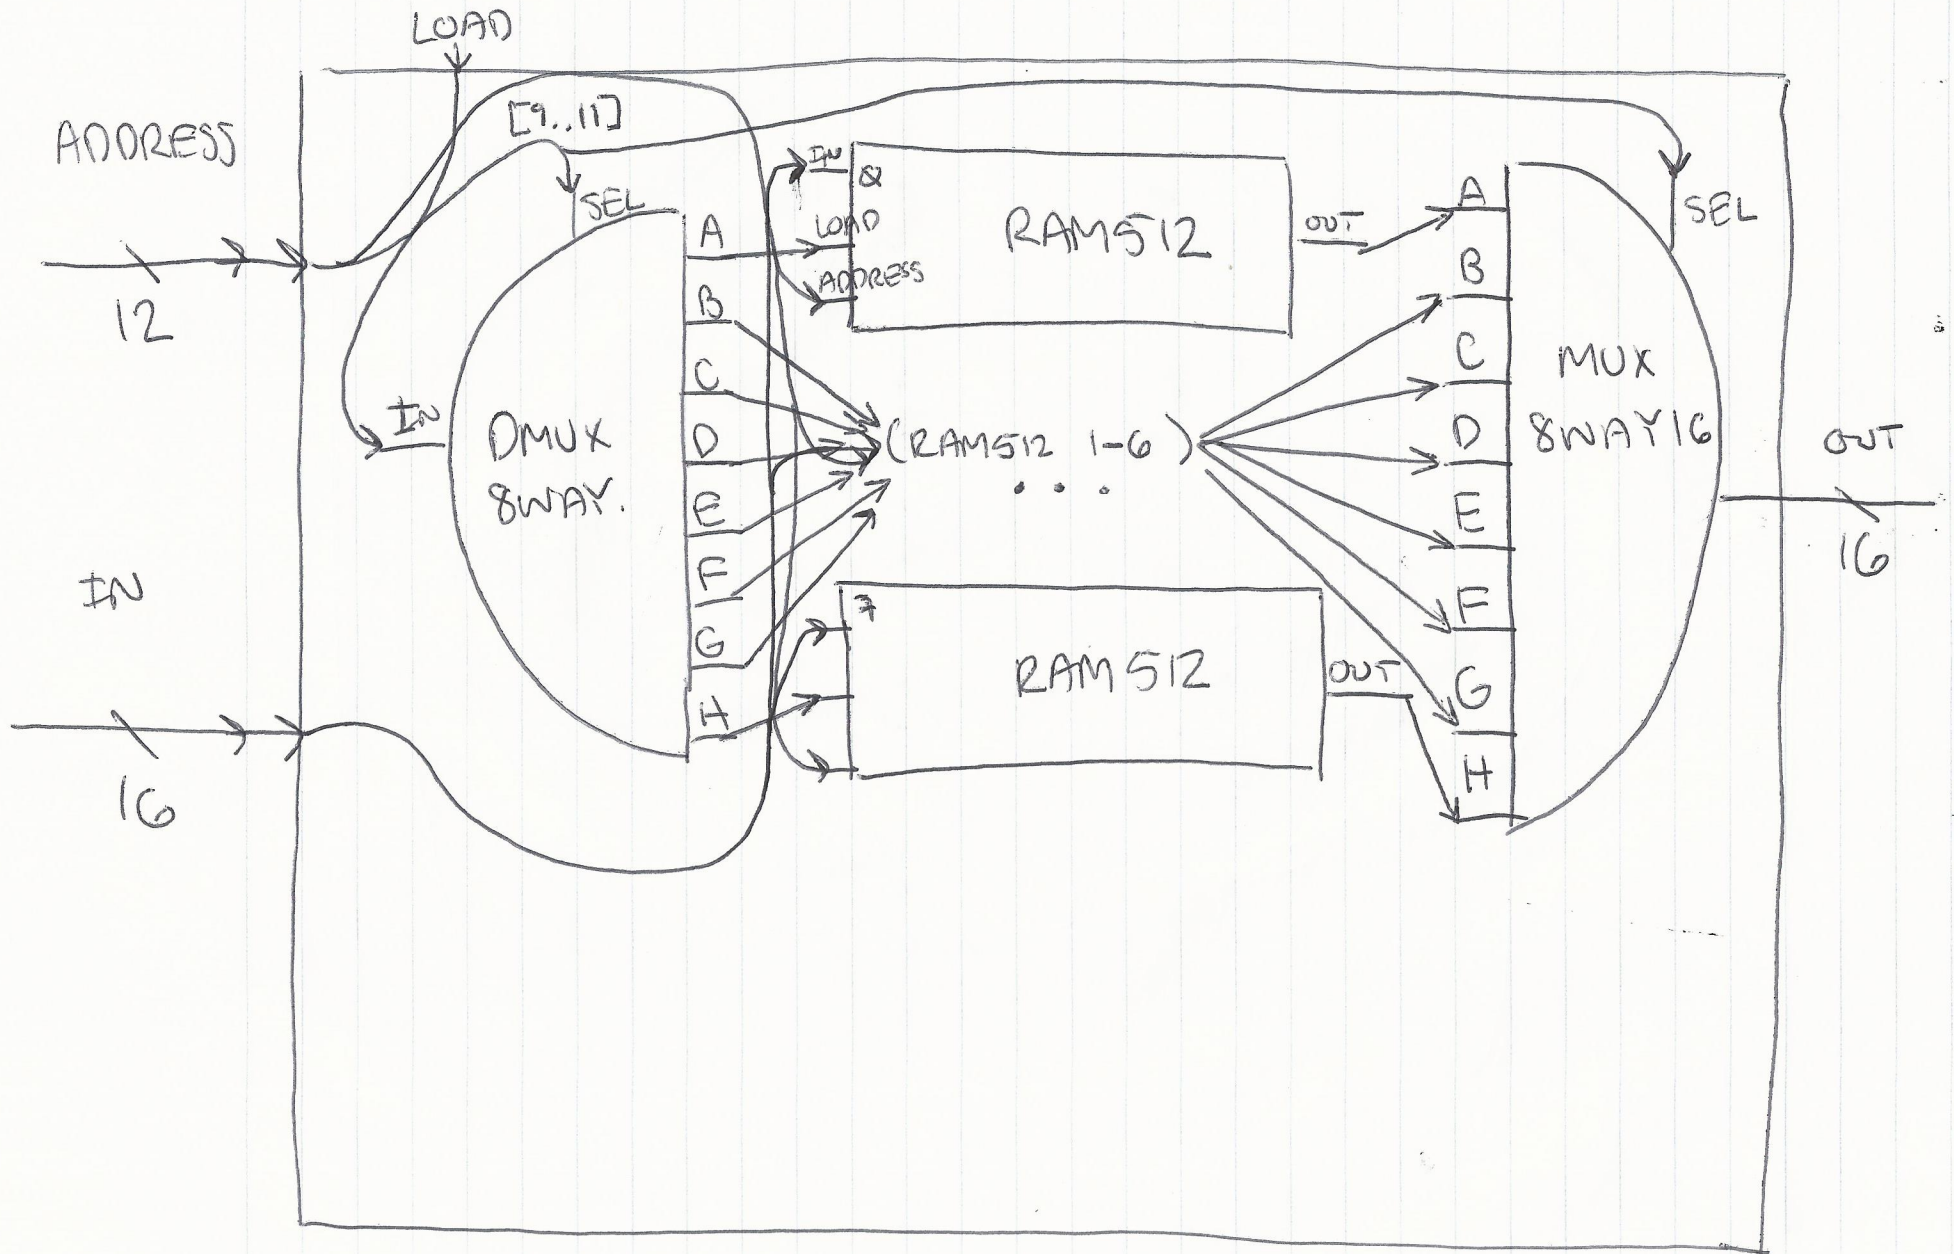 LOAD
ADDRESS
[9..11]
12
SEL
IN
DMUX
8WAY.
A
B
C
D
E
F
G
H
IN
16
IN
LOAD
ADDRESS
RAM512
OUT
(RAM512 1-6)
...
7
RAM512
OUT
A
B
C
D
E
F
G
H
SEL
MUX
8WAY16
OUT
16